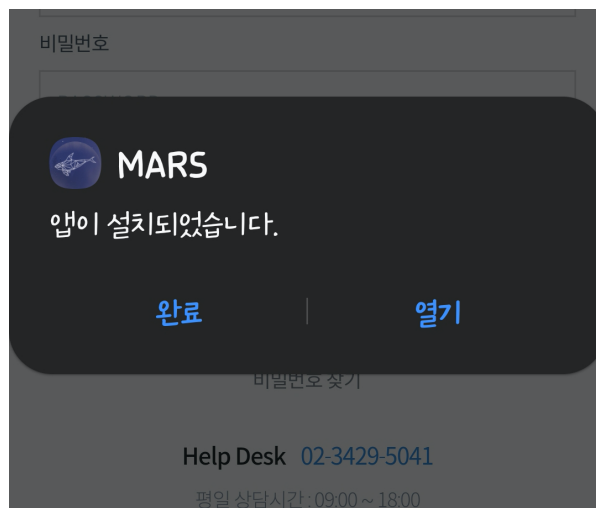 비밀번호
MARS
앱이 설치되었습니다.
완료 열기
비밀번호 찾기
Help Desk 02-3429-5041
평일 상담시간 : 09:00 ~ 18:00